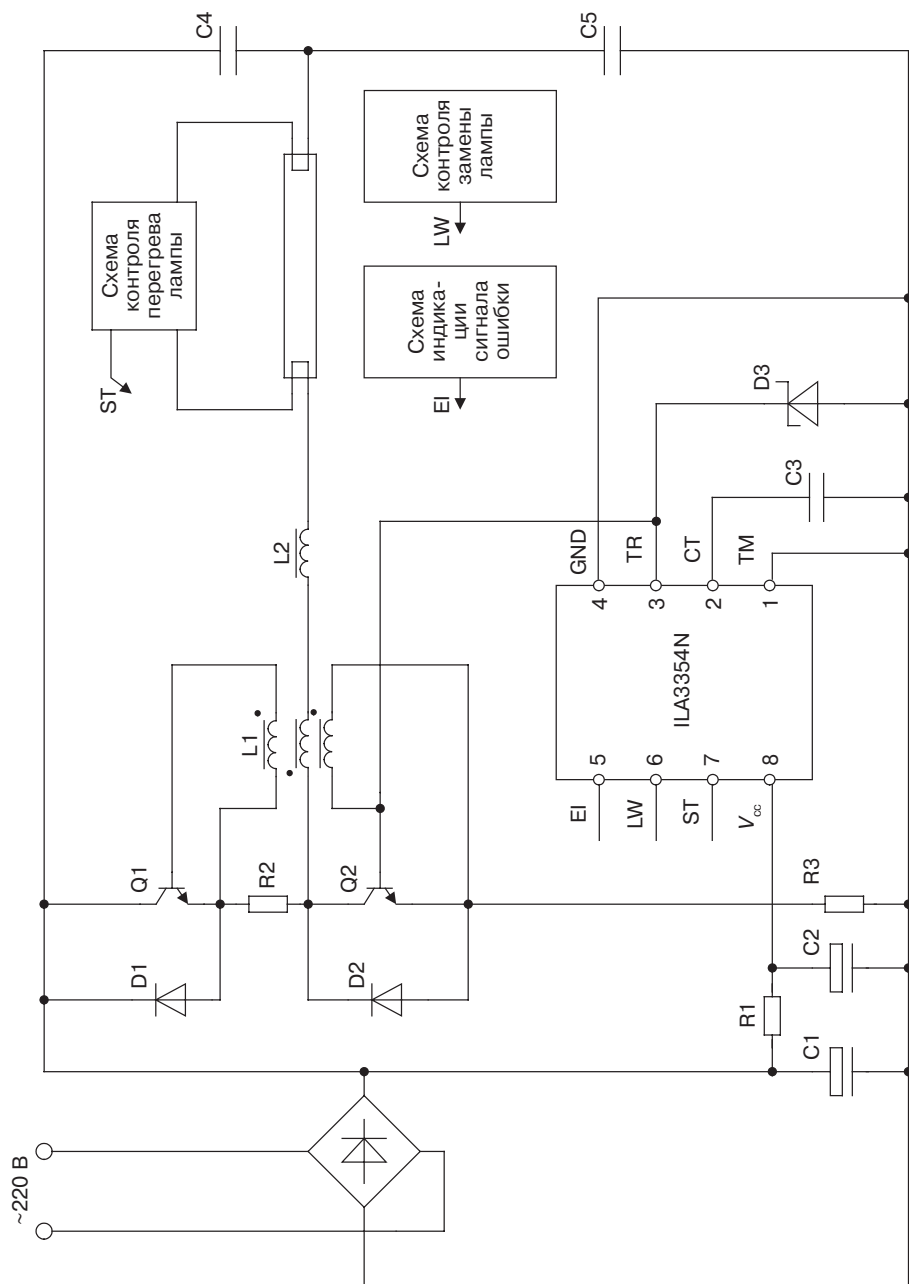 ~220 В
C4
C5
Схема
контроля
перегрева
лампы
ST
Схема
контроля
замены
лампы
LW
Схема
индика-
ции
сигнала
ошибки
EI
D3
C3
L2
GND
TR
CT
TM
4
3
2
1
ILA3354N
L1
5
6
7
8
EI
LW
ST
Vcc
Q1
R2
Q2
R3
D1
D2
C2
R1
C1